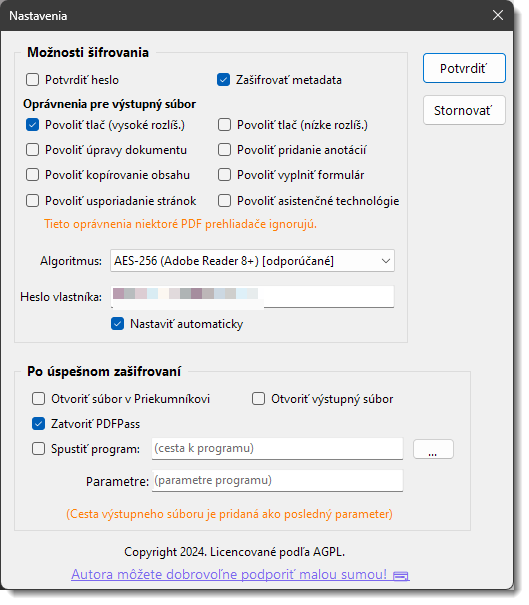 Nastavenia
Možnosti šifrovania
Potvrdiť heslo
Zašifrovať metadata
Potvrdiť
Stornovať
Oprávnenia pre výstupný súbor
Povoliť tlač (vysoké rozlíš.)
Povoliť tlač (nízke rozlíš.)
Povoliť úpravy dokumentu
Povoliť pridanie anotácií
Povoliť kopírovanie obsahu
Povoliť vyplniť formulár
Povoliť usporiadanie stránok
Povoliť asistenčné technológie
Tieto oprávnenia niektoré PDF prehliadače ignorujú.
Algoritmus: AES-256 (Adobe Reader 8+) [odporúčané]
Heslo vlastníka:
Nastaviť automaticky
Po úspešnom zašifrovaní
Otvoriť súbor v Priekumníkovi
Otvoriť výstupný súbor
Zatvoriť PDFPass
Spustiť program: (cesta k programu) ...
Parametre: (parametre programu)
(Cesta výstupneho súboru je pridaná ako posledný parameter)
Copyright 2024. Licencované podľa AGPL.
Autora môžete dobrovoľne podporiť malou sumou!